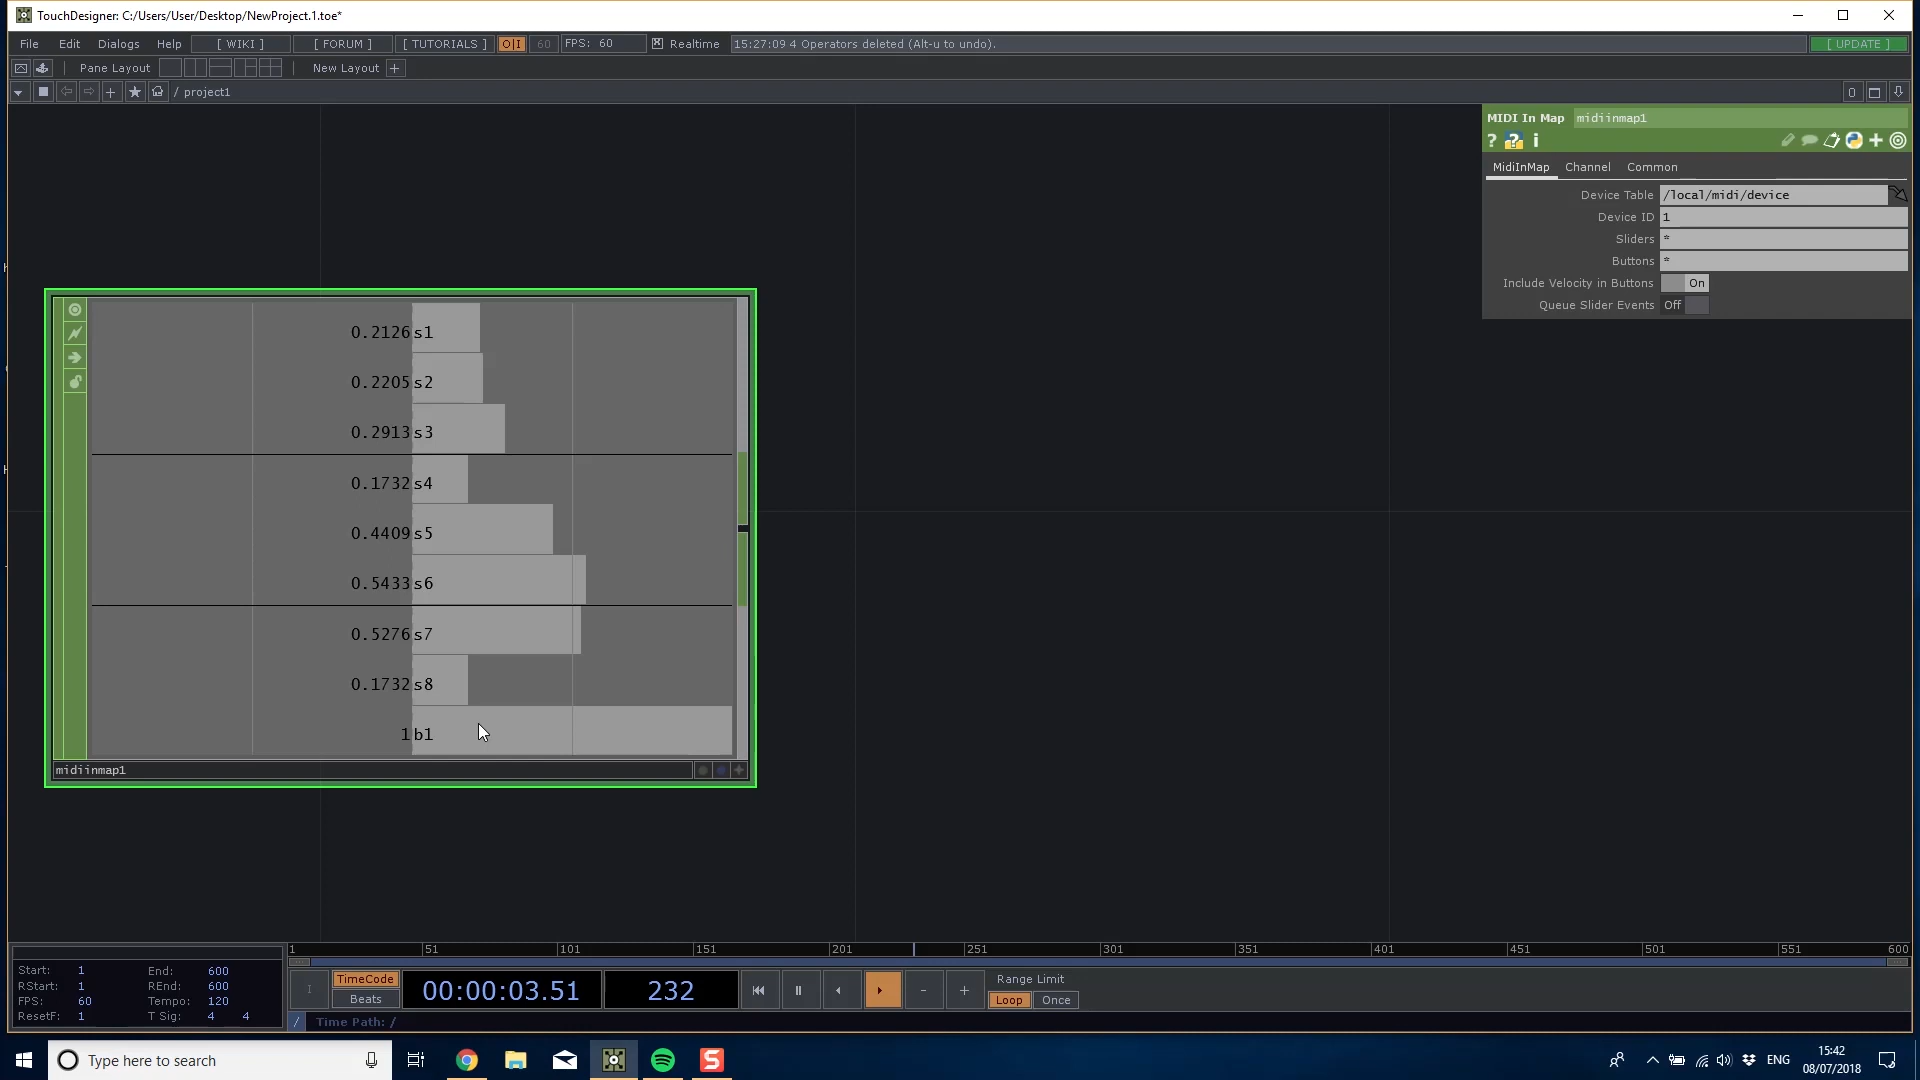 TouchDesigner: C:/Users/User/Desktop/NewProject.1.toe*
File Edit Dialogs Help [ WIKI ] [ FORUM ] [ TUTORIALS ] O|I 60 FPS: 60 Realtime 15:27:09 4 Operators deleted (Alt-u to undo). [ UPDATE ]
Pane Layout New Layout +
/ project1 0
MIDI In Map midiinmap1
? ? i
MidiInMap Channel Common
Device Table /local/midi/device
Device ID 1
Sliders *
Buttons *
Include Velocity in Buttons On
Queue Slider Events Off
0.2126 s1
0.2205 s2
0.2913 s3
0.1732 s4
0.4409 s5
0.5433 s6
0.5276 s7
0.1732 s8
1 b1
midiinmap1
1 51 101 151 201 251 301 351 401 451 501 551 600
Start: 1 End: 600
RStart: 1 REnd: 600
FPS: 60 Tempo: 120
ResetF: 1 T Sig: 4 4
TimeCode
Beats
00:00:03.51 232
Range Limit
Loop Once
/ Time Path: /
Type here to search
ENG
15:42
08/07/2018